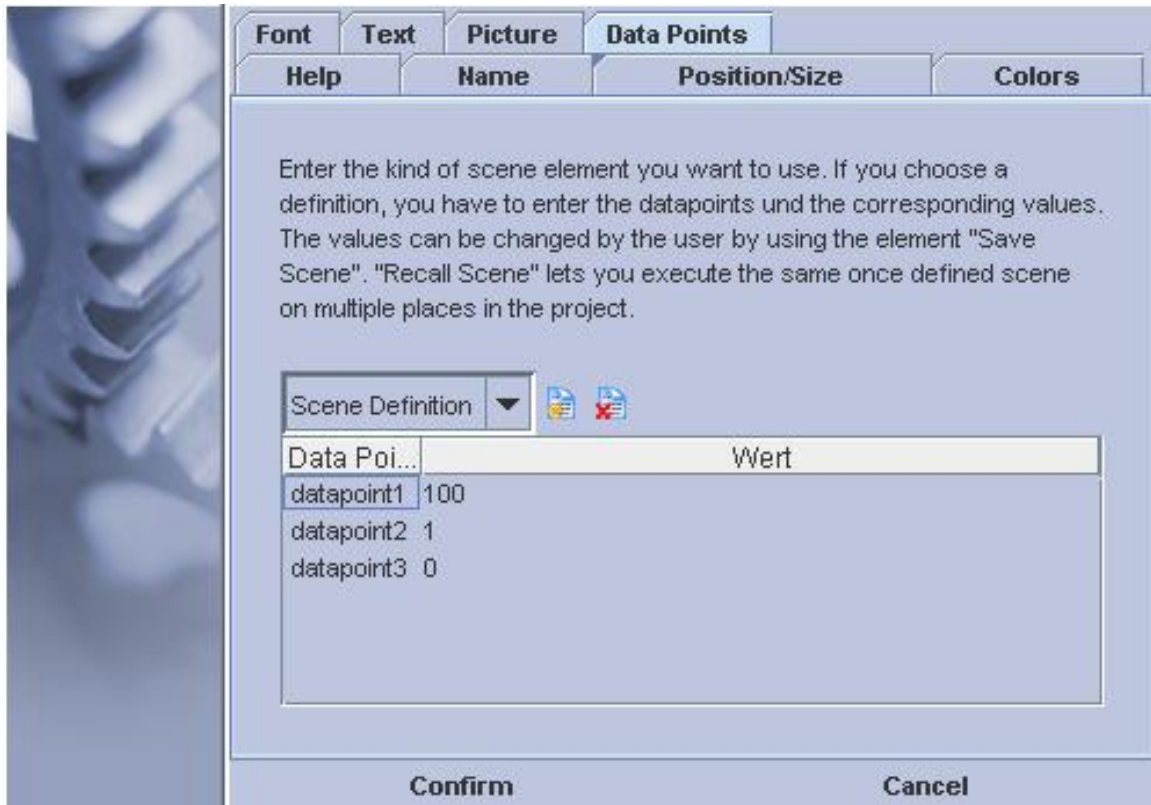 Font Text Picture Data Points
Help Name Position/Size Colors
Enter the kind of scene element you want to use. If you choose a
definition, you have to enter the datapoints und the corresponding values.
The values can be changed by the user by using the element "Save
Scene". "Recall Scene" lets you execute the same once defined scene
on multiple places in the project.
Scene Definition
Data Poi... Wert
datapoint1 100
datapoint2 1
datapoint3 0
Confirm Cancel